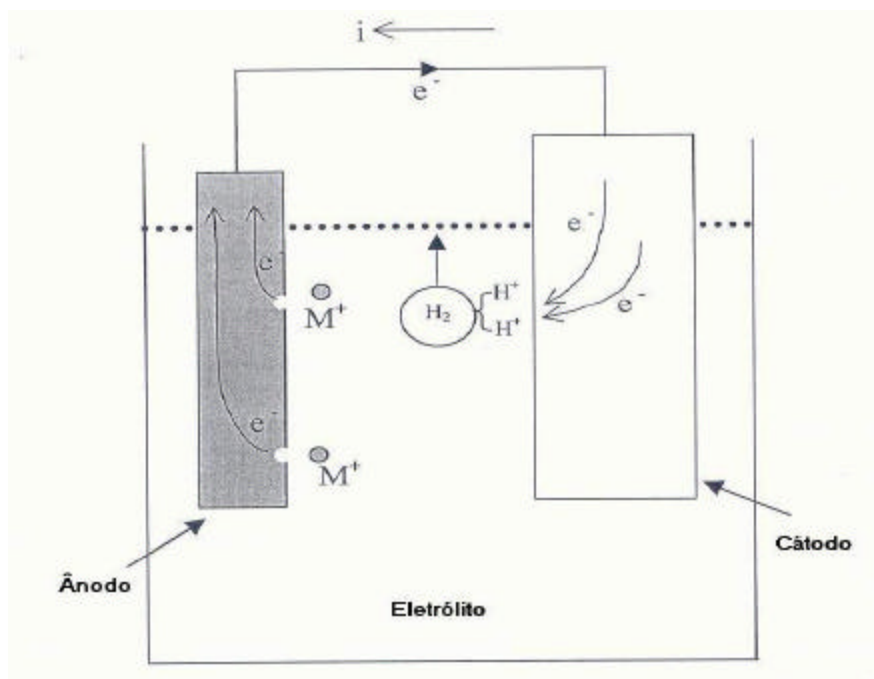 i
e⁻
e⁻
e⁻
H⁺
H₂
M⁺
H⁺
e⁻
e⁻
M⁺
Cátodo
Ânodo
Eletrólito